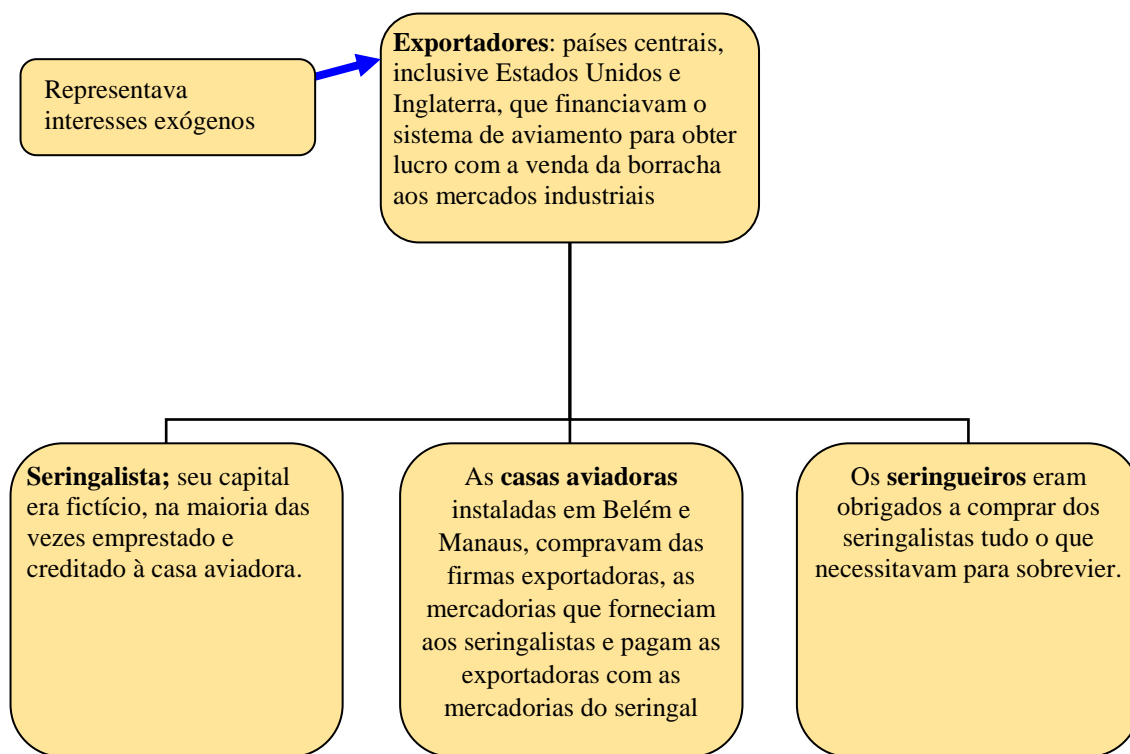 Exportadores: países centrais,
inclusive Estados Unidos e
Inglaterra, que financiavam o
sistema de aviamento para obter
lucro com a venda da borracha
aos mercados industriais
Representava
interesses exógenos
Seringalista; seu capital
era fictício, na maioria das
vezes emprestado e
creditado à casa aviadora.
As casas aviadoras
instaladas em Belém e
Manaus, compravam das
firmas exportadoras, as
mercadorias que forneciam
aos seringalistas e pagam as
exportadoras com as
mercadorias do seringal
Os seringueiros eram
obrigados a comprar dos
seringalistas tudo o que
necessitavam para sobrevier.